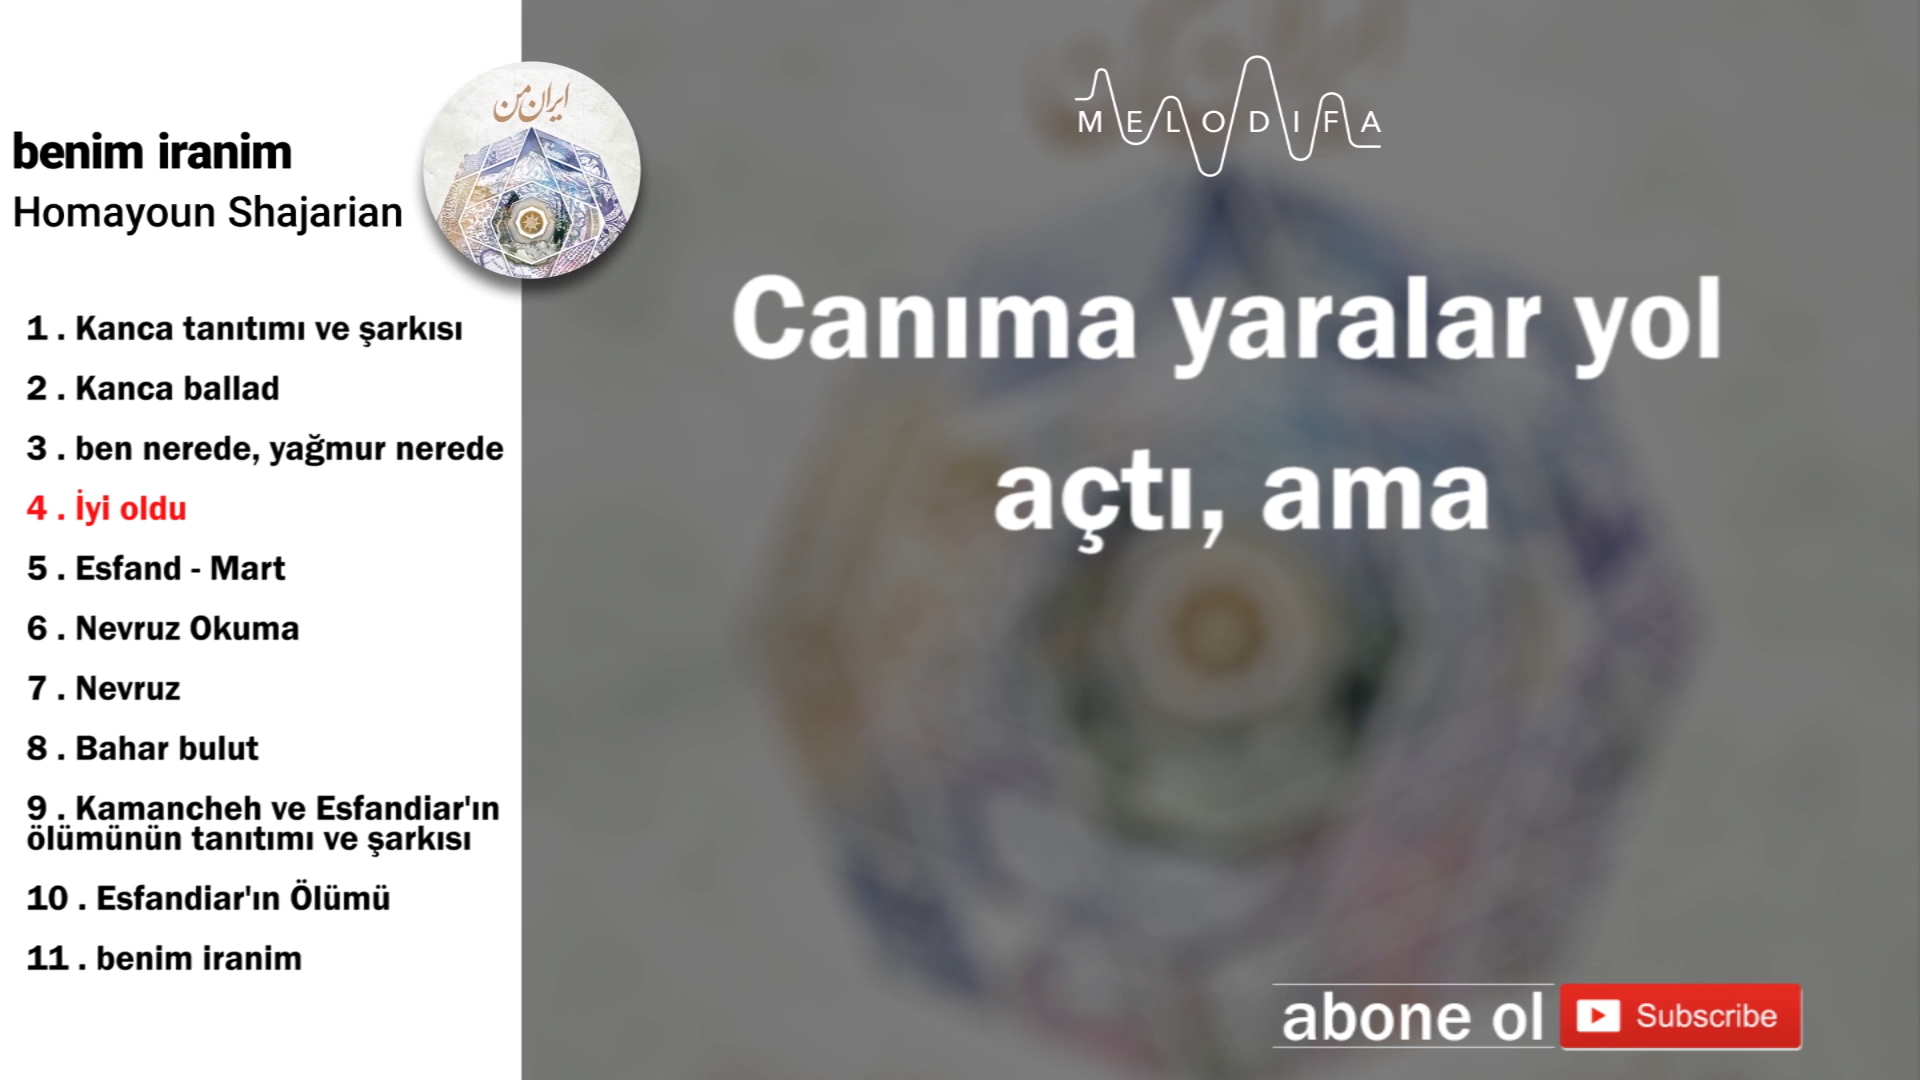 benim iranim
Homayoun Shajarian
ایران من
1 . Kanca tanıtımı ve şarkısı
2 . Kanca ballad
3 . ben nerede, yağmur nerede
4 . İyi oldu
5 . Esfand - Mart
6 . Nevruz Okuma
7 . Nevruz
8 . Bahar bulut
9 . Kamancheh ve Esfandiar'ın
ölümünün tanıtımı ve şarkısı
10 . Esfandiar'ın Ölümü
11 . benim iranim
MELODIFA
Canıma yaralar yol
açtı, ama
abone ol
Subscribe